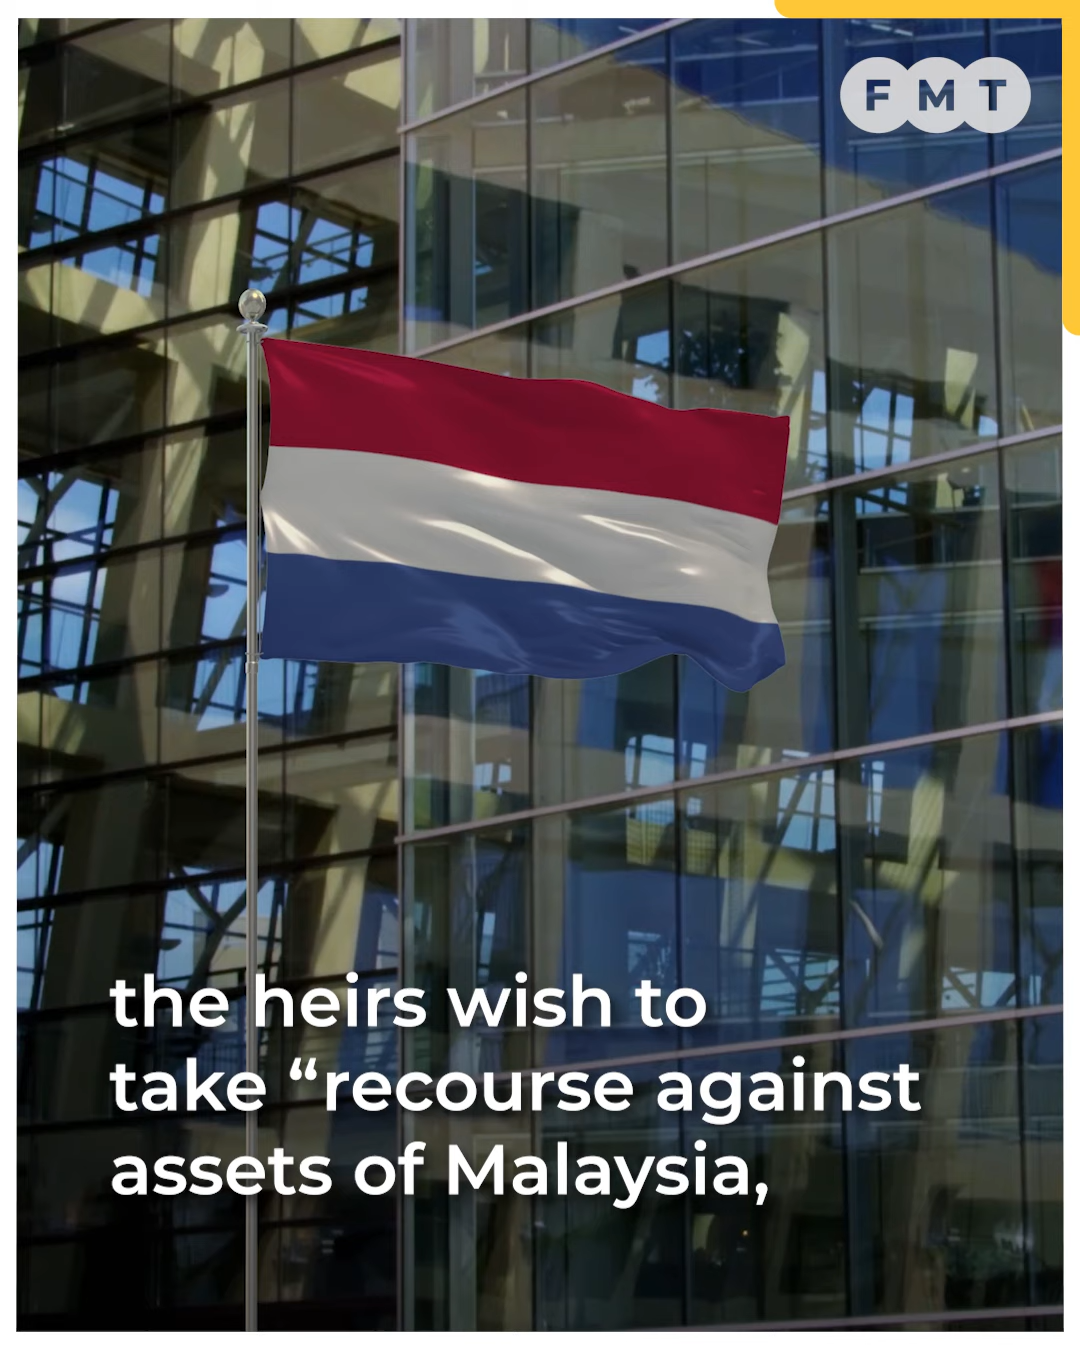 FMT
the heirs wish to
take “recourse against
assets of Malaysia,